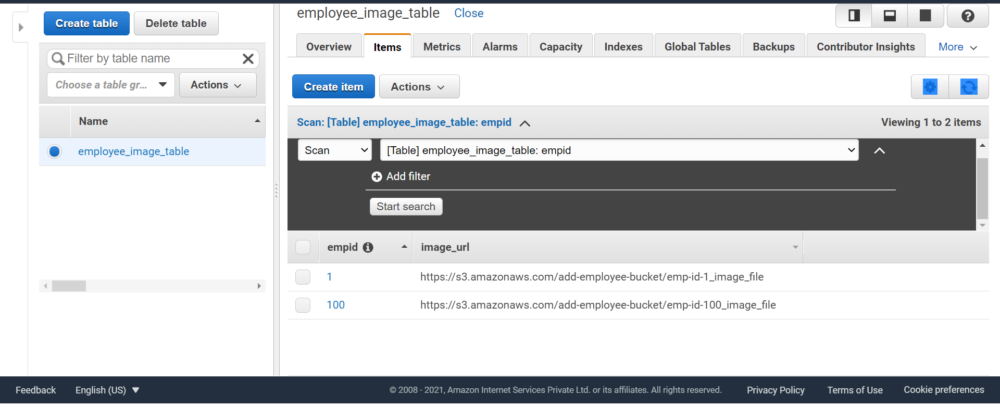 Create table
Delete table
Filter by table name
Choose a table gr...
Actions
Name
employee_image_table
employee_image_table
Close
Overview
Items
Metrics
Alarms
Capacity
Indexes
Global Tables
Backups
Contributor Insights
More
Create item
Actions
Scan: [Table] employee_image_table: empid
Viewing 1 to 2 items
Scan
[Table] employee_image_table: empid
Add filter
Start search
empid
image_url
1
https://s3.amazonaws.com/add-employee-bucket/emp-id-1_image_file
100
https://s3.amazonaws.com/add-employee-bucket/emp-id-100_image_file
Feedback
English (US)
© 2008 - 2021, Amazon Internet Services Private Ltd. or its affiliates. All rights reserved.
Privacy Policy
Terms of Use
Cookie preferences